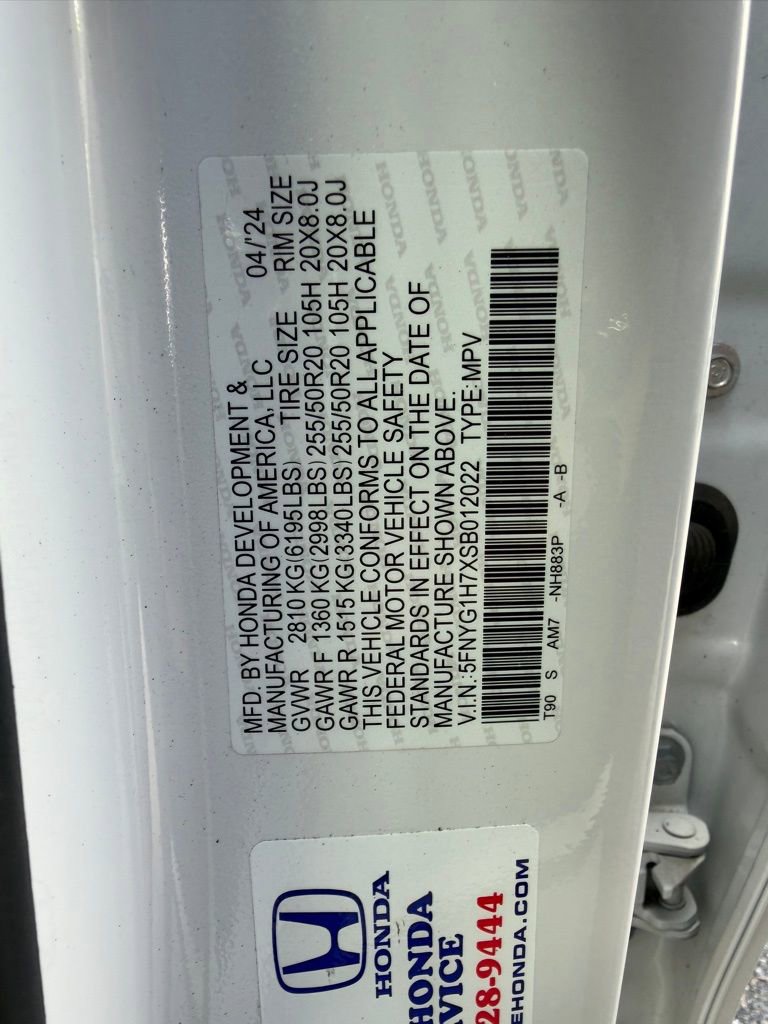 MFD. BY HONDA DEVELOPMENT &
MANUFACTURING OF AMERICA, LLC 04/'24
GVWR 2810 KG(6195LBS) TIRE SIZE RIM SIZE
GAWR F 1360 KG(2998LBS) 255/50R20 105H 20X8.0J
GAWR R 1515 KG(3340LBS) 255/50R20 105H 20X8.0J
THIS VEHICLE CONFORMS TO ALL APPLICABLE
FEDERAL MOTOR VEHICLE SAFETY
STANDARDS IN EFFECT ON THE DATE OF
MANUFACTURE SHOWN ABOVE.
V.I.N.:5FNYG1H7XSB012022 TYPE:MPV
T90 S AM7 -NH883P -A -B
HONDA
HONDA
VICE
28-9444
EHONDA.COM